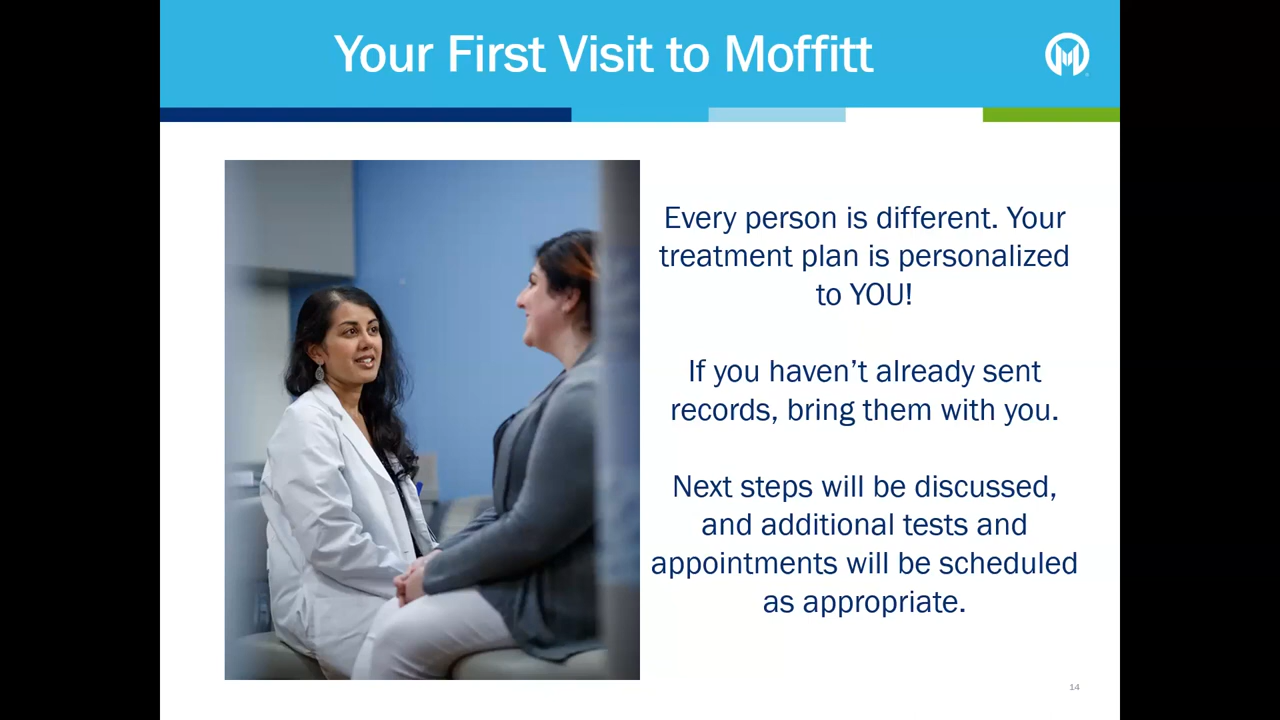 Your First Visit to Moffitt
Every person is different. Your
treatment plan is personalized
to YOU!
If you haven’t already sent
records, bring them with you.
Next steps will be discussed,
and additional tests and
appointments will be scheduled
as appropriate.
14